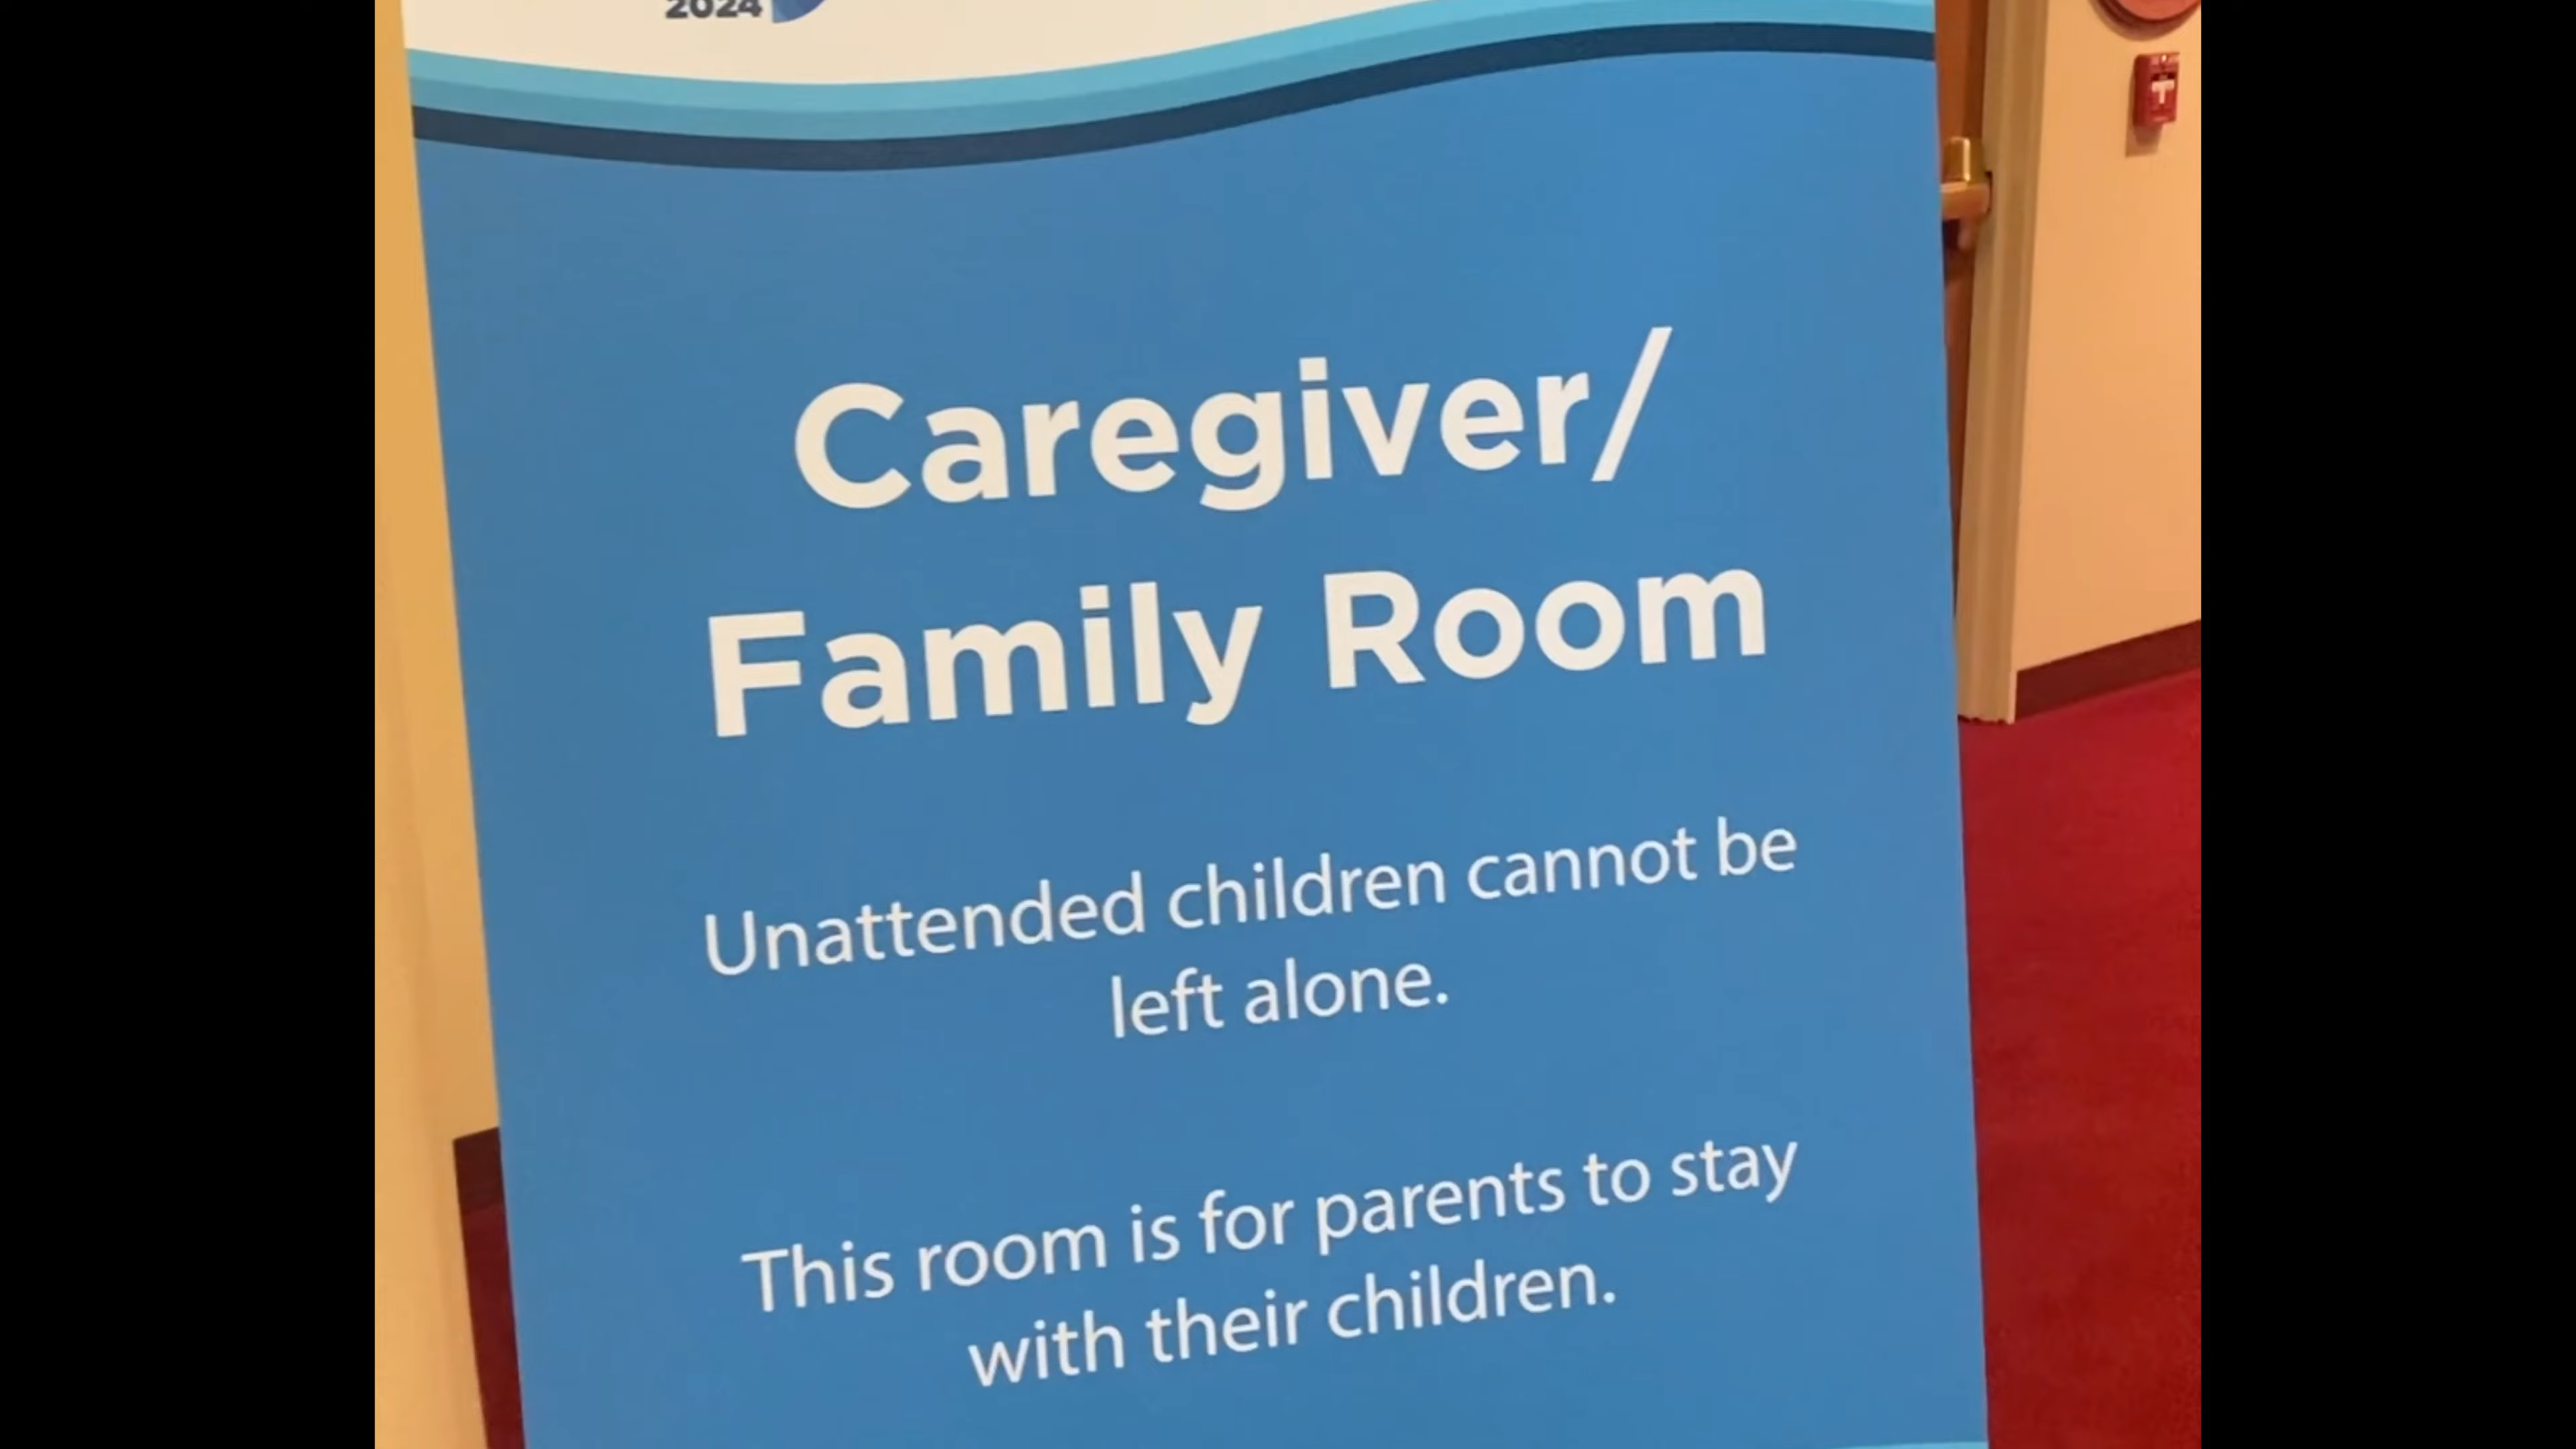 2024
Caregiver/
Family Room
Unattended children cannot be
left alone.
This room is for parents to stay
with their children.